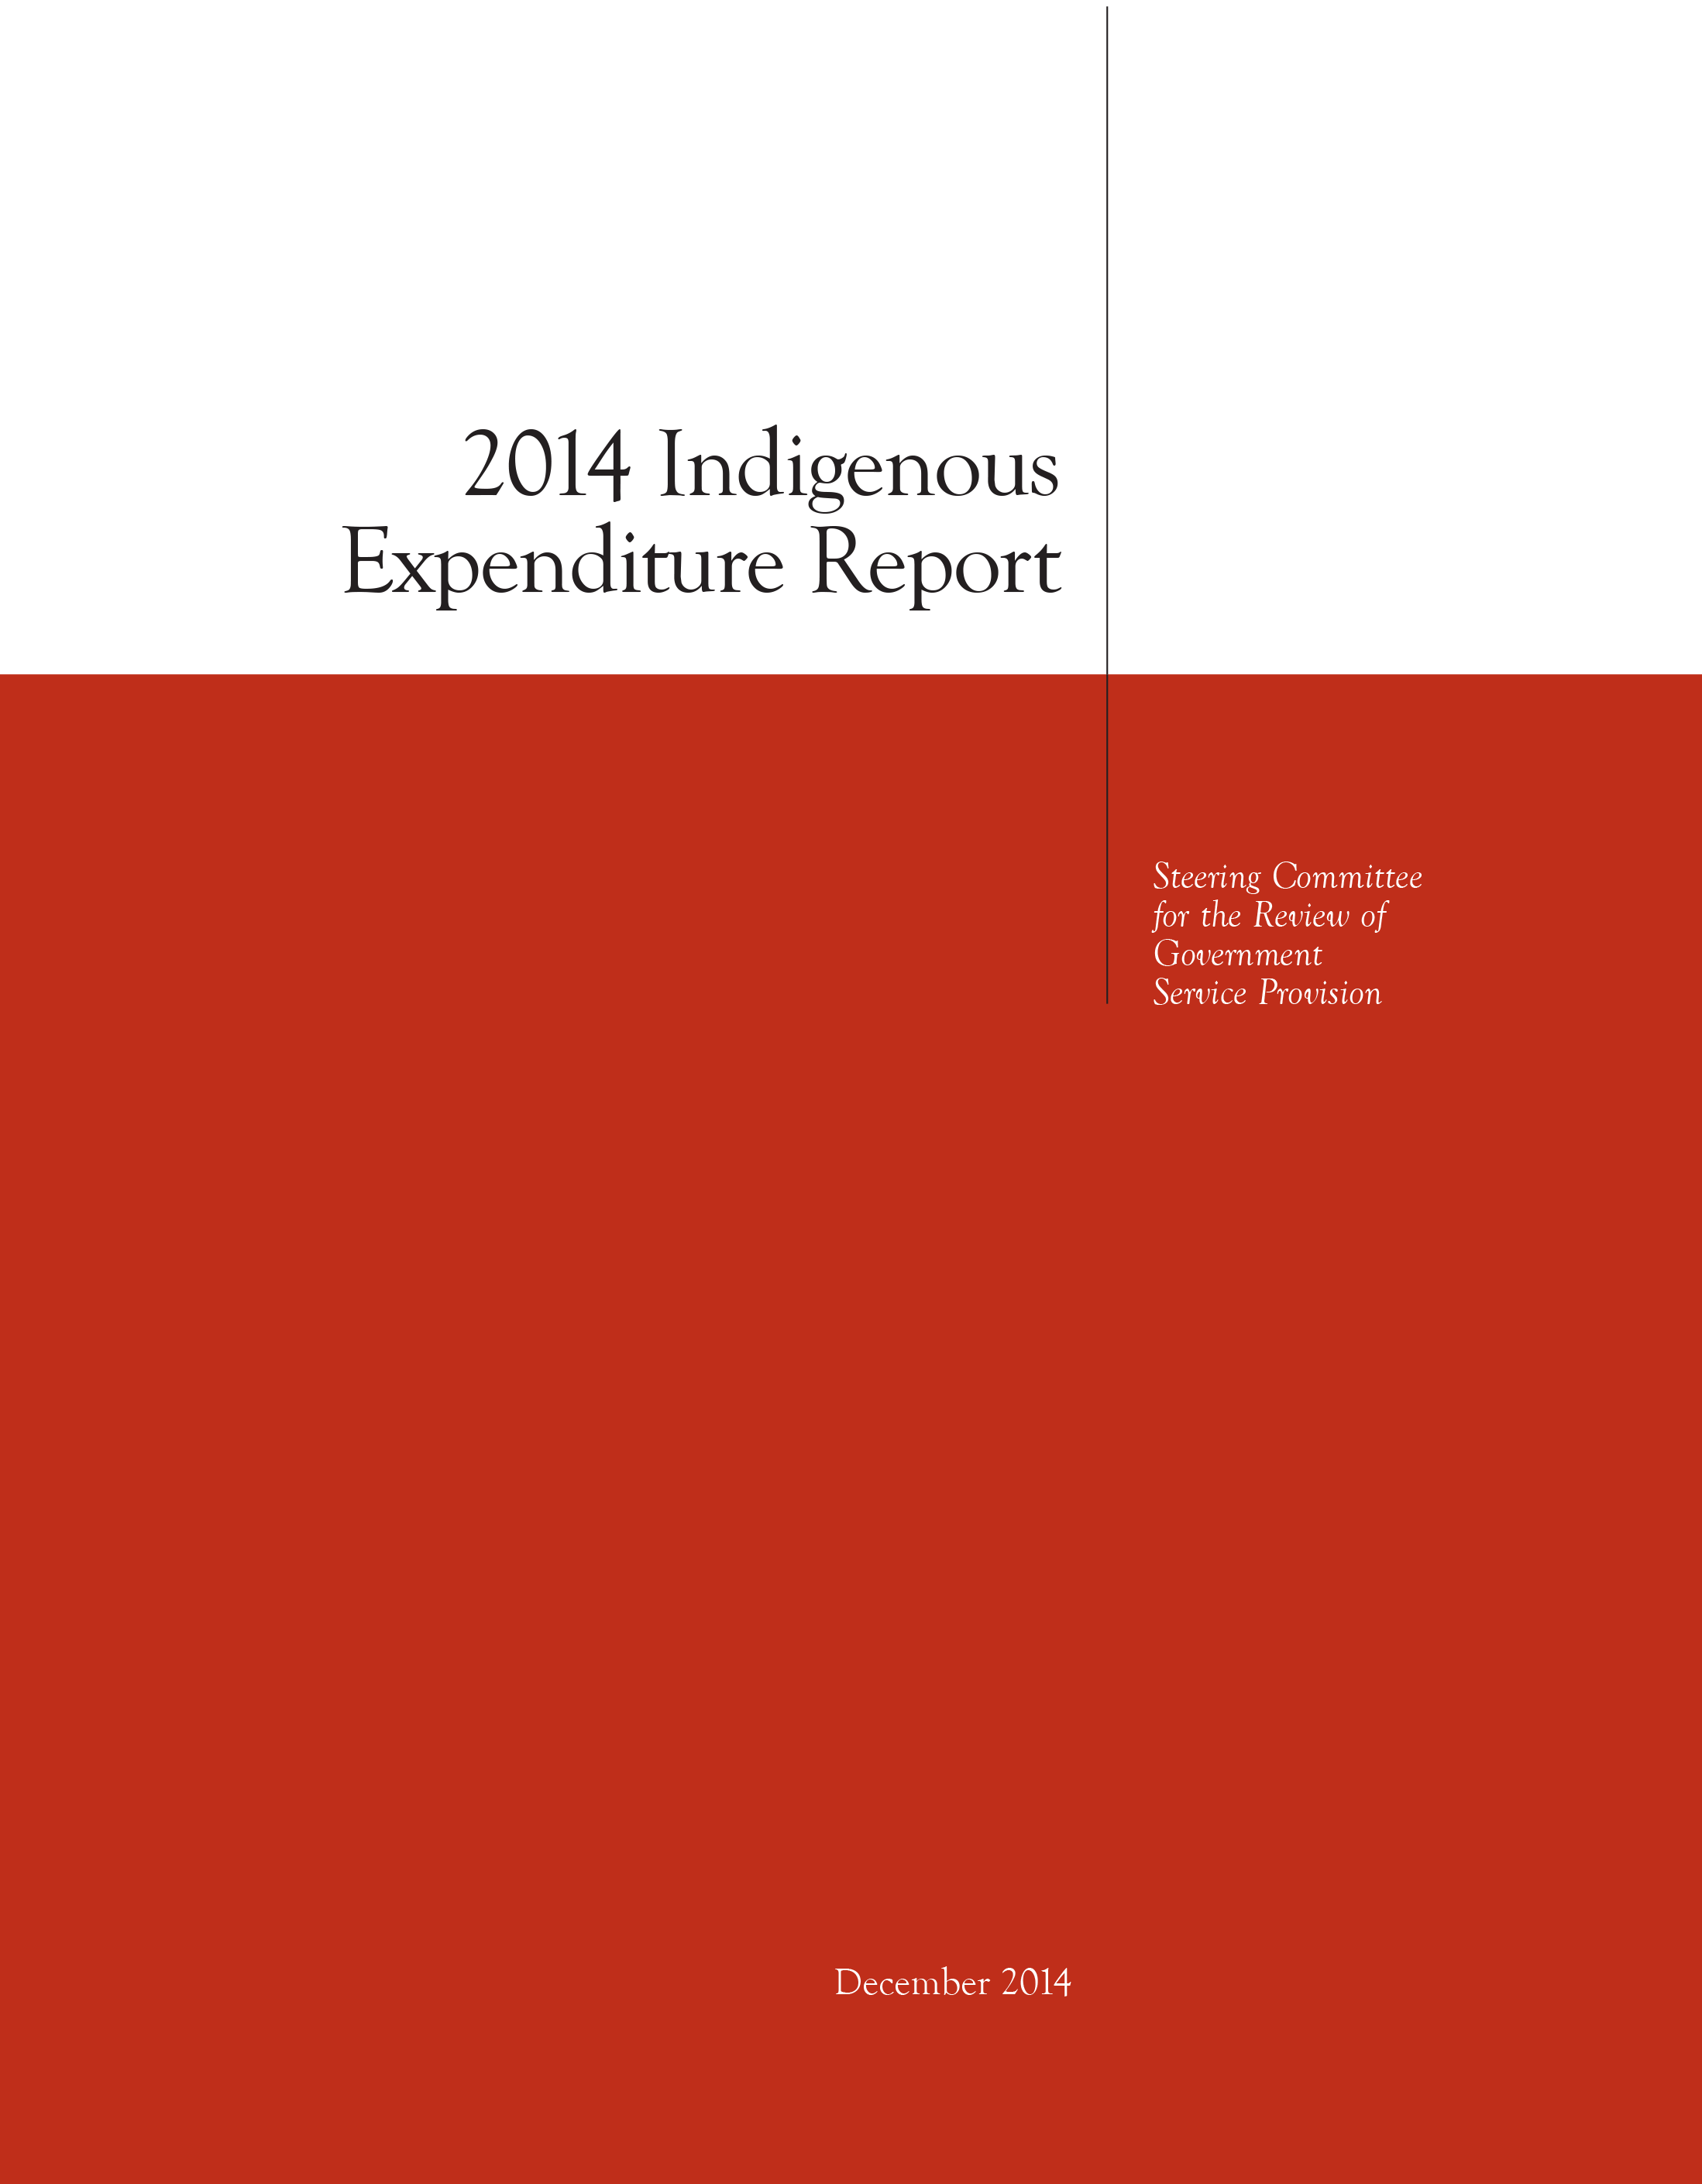 2014 Indigenous
Expenditure Report
Steering Committee
for the Review of
Government
Service Provision
December 2014